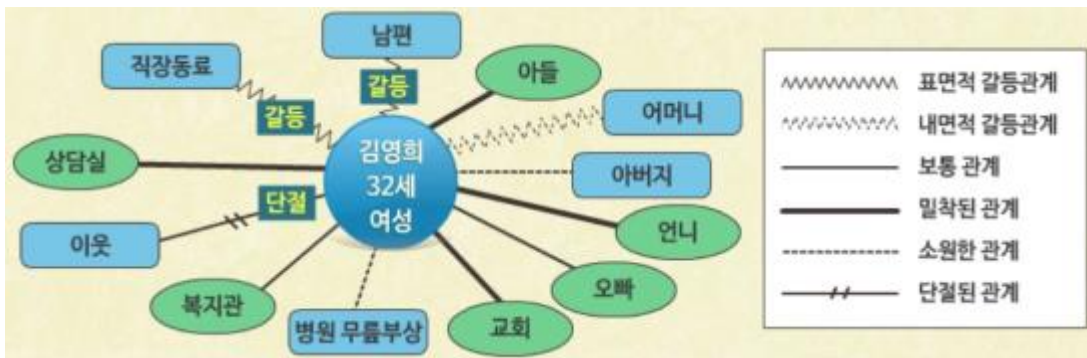 남편
직장동료
아들
갈등
갈등
어머니
김영희
32세
여성
상담실
아버지
단절
언니
이웃
오빠
복지관
병원 무릎부상
교회
표면적 갈등관계
내면적 갈등관계
보통 관계
밀착된 관계
소원한 관계
단절된 관계